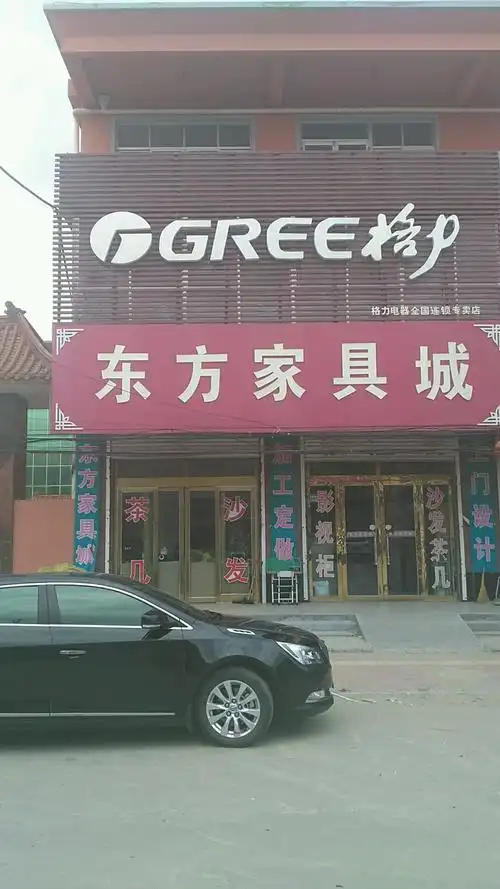 GREE格力
格力电器全国连锁专卖店
东方家具城
东方家具城
茶几
沙发
加工定做
影视柜
沙发茶几
门设计